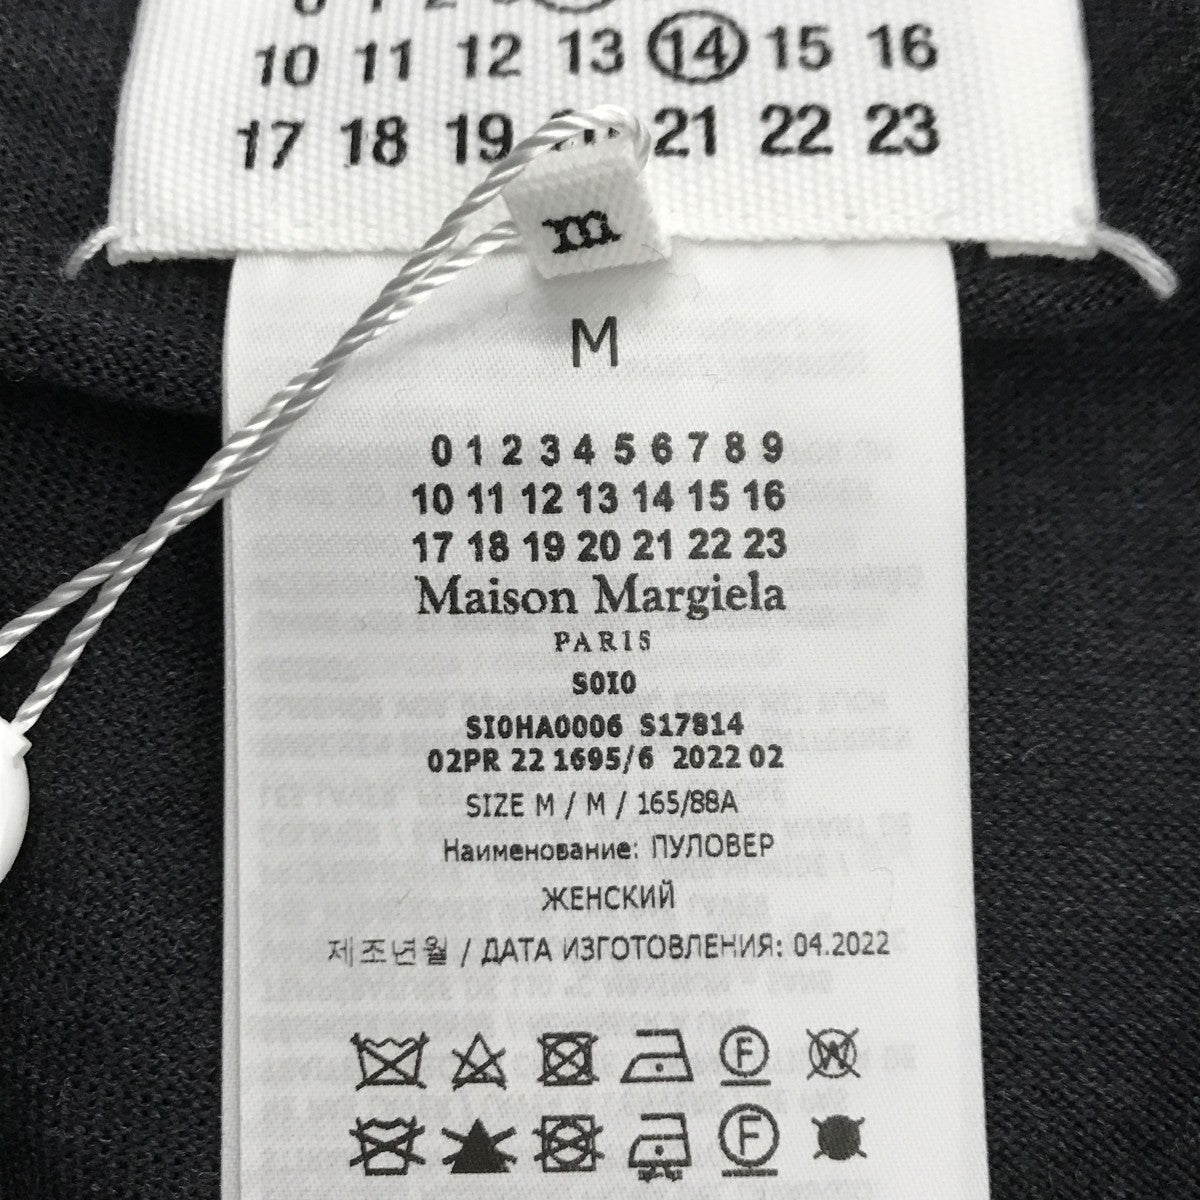 10 11 12 13 14 15 16
17 18 19 20 21 22 23
m
M
0 1 2 3 4 5 6 7 8 9
10 11 12 13 14 15 16
17 18 19 20 21 22 23
Maison Margiela
PARIS
S0I0
SI0HA0006 S17814
02PR 22 1695/6 2022 02
SIZE M / M / 165/88A
Наименование: ПУЛОВЕР
ЖЕНСКИЙ
제조년월 / ДАТА ИЗГОТОВЛЕНИЯ: 04.2022
F W
F